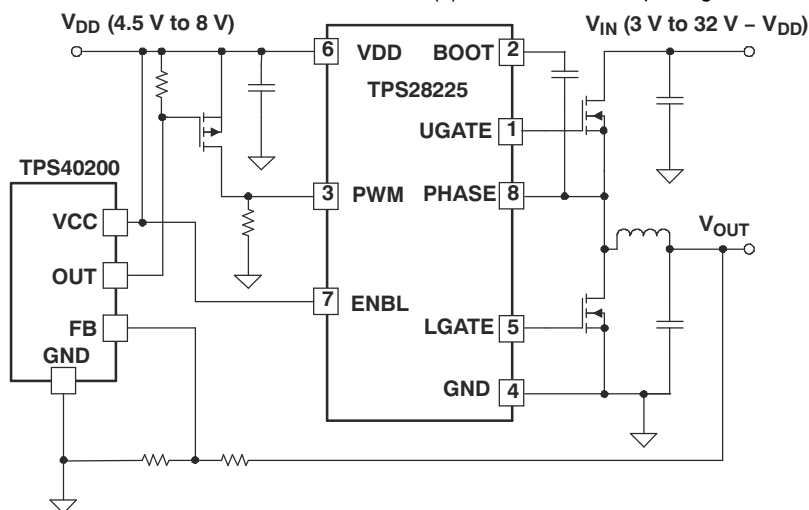 V_DD (4.5 V to 8 V)
V_IN (3 V to 32 V – V_DD)
6 VDD
BOOT 2
TPS28225
UGATE 1
TPS40200
3 PWM
PHASE 8
VCC
V_OUT
OUT
7 ENBL
FB
LGATE 5
GND
GND 4